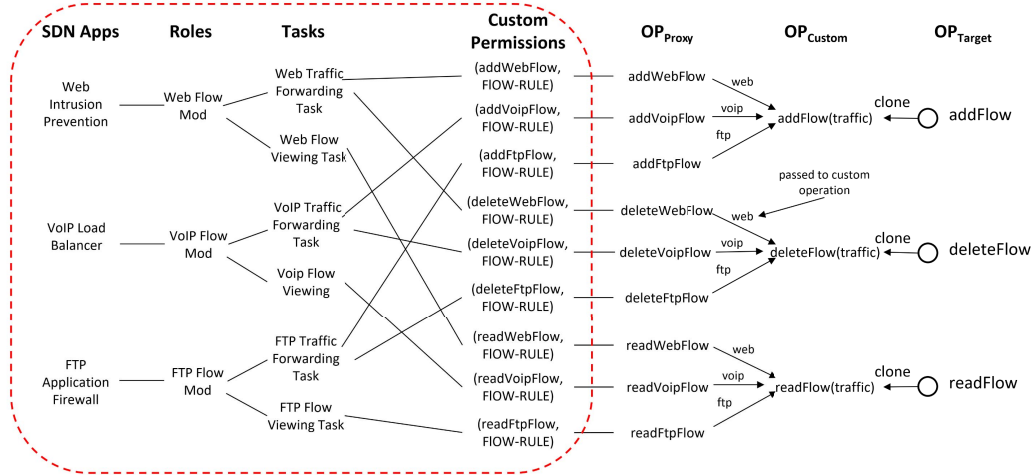 SDN Apps
Roles
Tasks
Custom
Permissions
OPProxy
OPCustom
OPTarget
Web
Intrusion
Prevention
Web Flow
Mod
Web Traffic
Forwarding
Task
Web Flow
Viewing Task
VoIP Load
Balancer
VoIP Flow
Mod
VoIP Traffic
Forwarding
Task
Voip Flow
Viewing
FTP
Application
Firewall
FTP Flow
Mod
FTP Traffic
Forwarding
Task
FTP Flow
Viewing Task
(addWebFlow,
FlOW-RULE)
(addVoipFlow,
FlOW-RULE)
(addFtpFlow,
FlOW-RULE)
(deleteWebFlow,
FlOW-RULE)
(deleteVoipFlow,
FlOW-RULE)
(deleteFtpFlow,
FlOW-RULE)
(readWebFlow,
FlOW-RULE)
(readVoipFlow,
FlOW-RULE)
(readFtpFlow,
FlOW-RULE)
addWebFlow
addVoipFlow
addFtpFlow
web
voip
ftp
addFlow(traffic)
clone
addFlow
passed to custom
operation
deleteWebFlow
deleteVoipFlow
deleteFtpFlow
web
voip
ftp
deleteFlow(traffic)
clone
deleteFlow
readWebFlow
readVoipFlow
readFtpFlow
web
voip
ftp
readFlow(traffic)
clone
readFlow